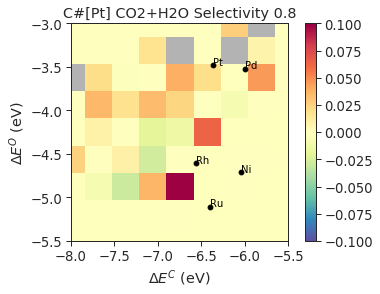 C#[Pt] CO2+H2O Selectivity 0.8
−3.0
−3.5
−4.0
−4.5
−5.0
−5.5
ΔE^O (eV)
Pt
Pd
Rh
Ni
Ru
−8.0 −7.5 −7.0 −6.5 −6.0 −5.5
ΔE^C (eV)
0.100
0.075
0.050
0.025
0.000
−0.025
−0.050
−0.075
−0.100